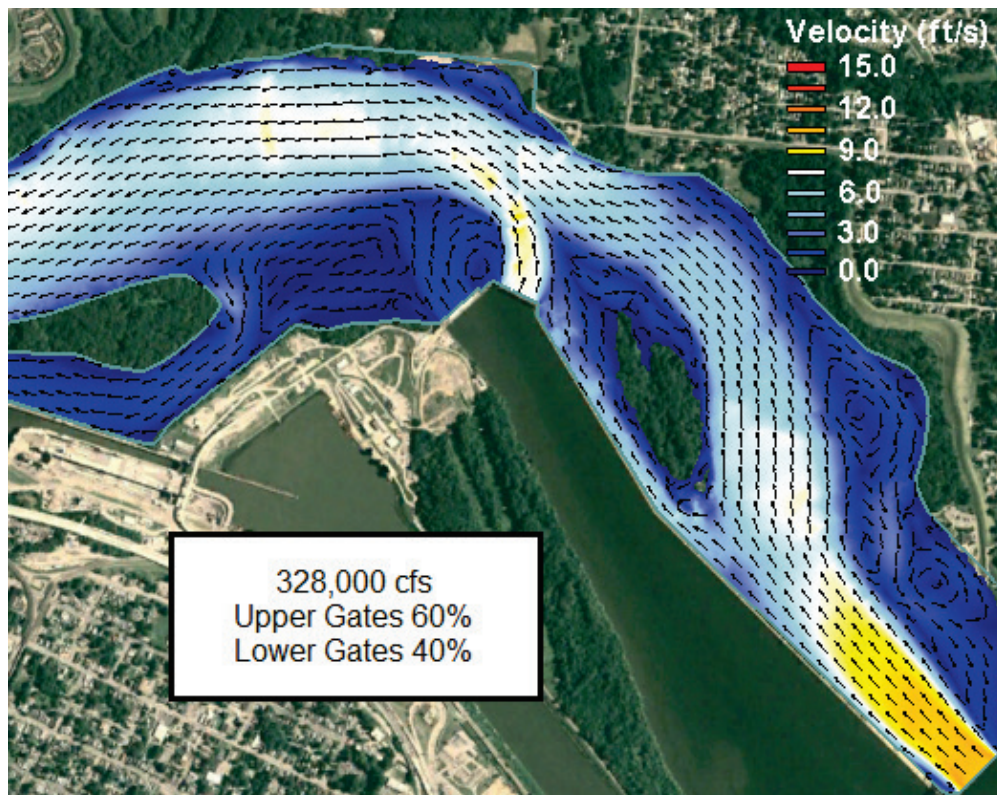 Velocity (ft/s)
15.0
12.0
9.0
6.0
3.0
0.0
328,000 cfs
Upper Gates 60%
Lower Gates 40%